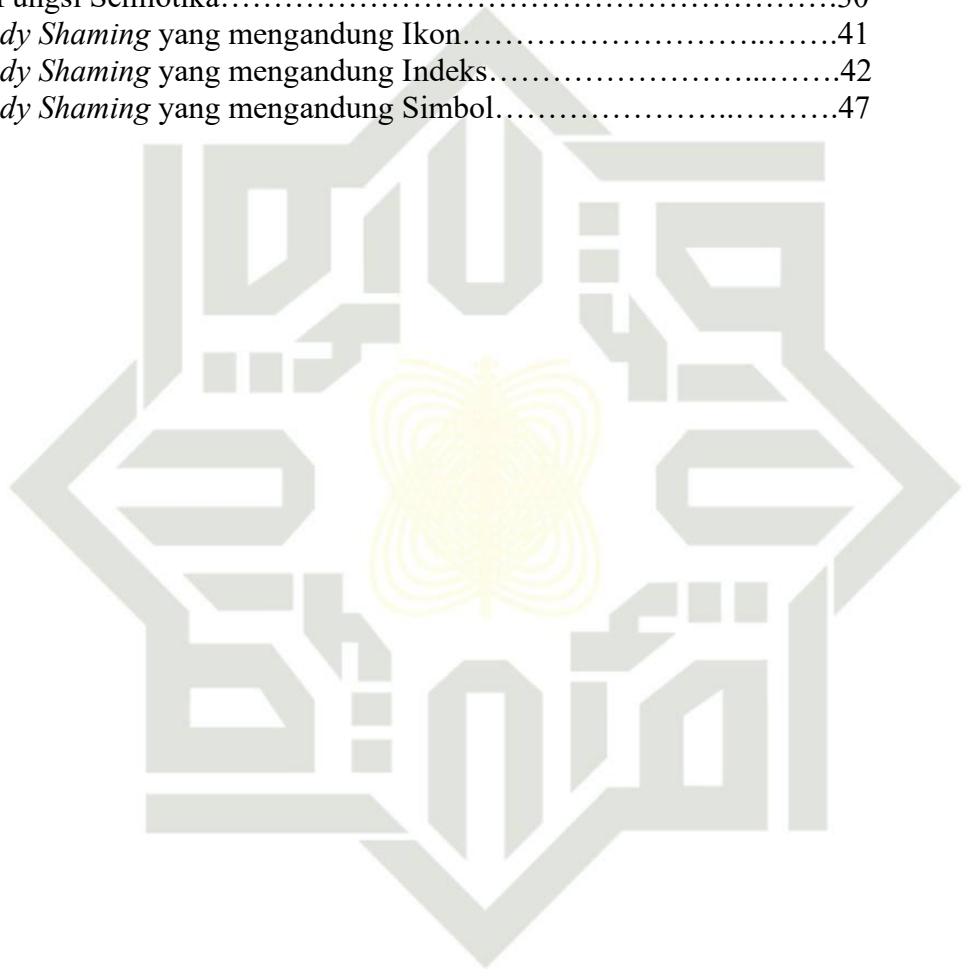 Fungsi Semiotika……………………………………………………….30
dy Shaming yang mengandung Ikon……………………..…….41
dy Shaming yang mengandung Indeks…………………...…….42
dy Shaming yang mengandung Simbol…………………..……….47